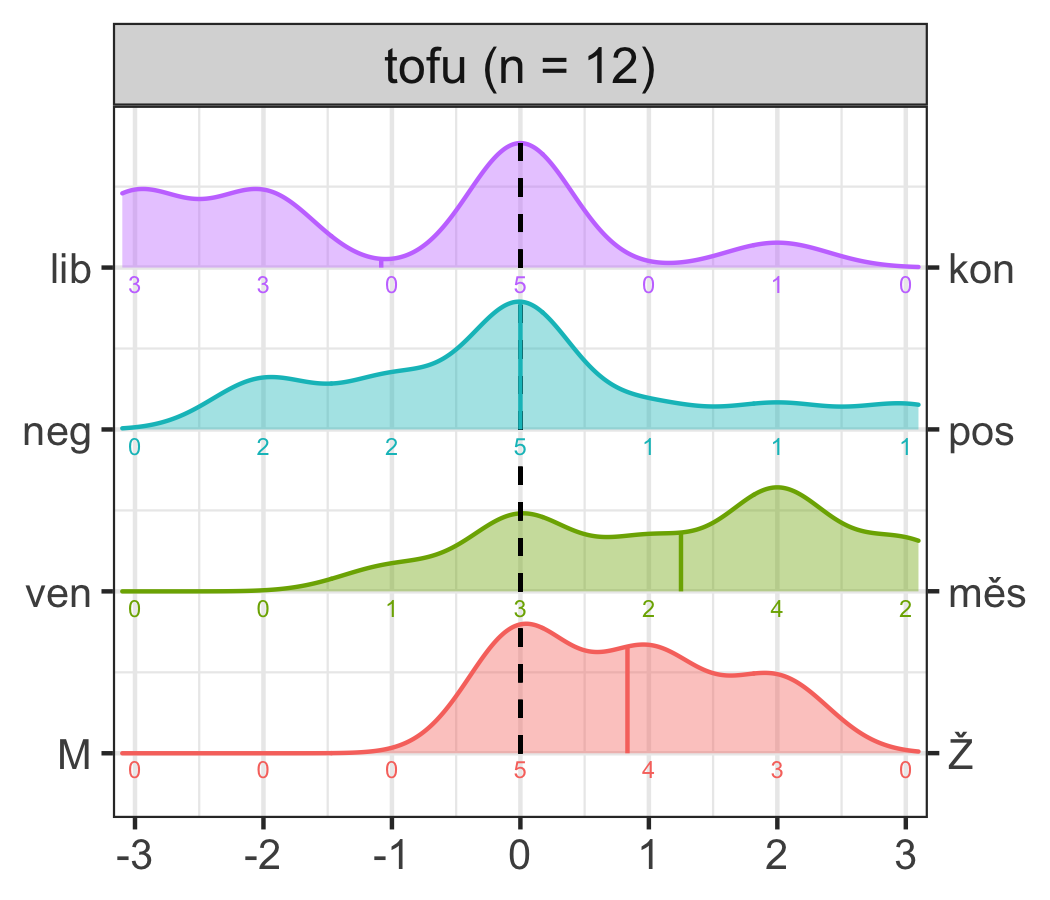 tofu (n = 12)
lib kon
3 3 0 5 0 1 0
neg pos
0 2 2 5 1 1 1
ven měs
0 0 1 3 2 4 2
M Ž
0 0 0 5 4 3 0
-3 -2 -1 0 1 2 3